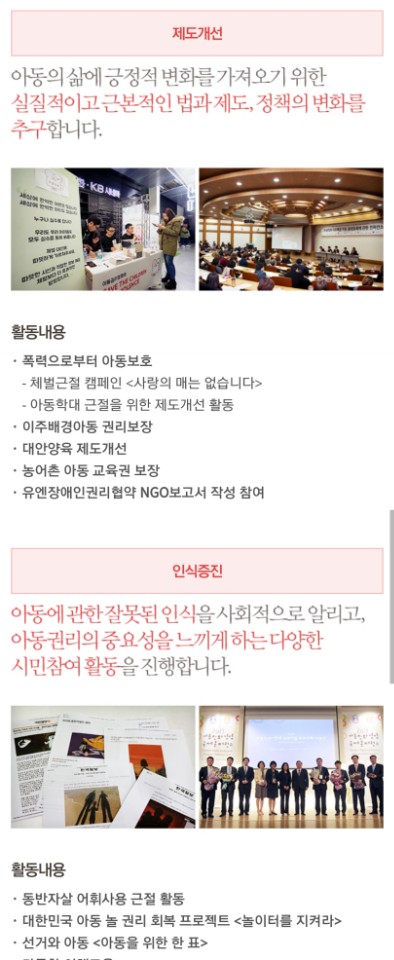 제도개선
아동의 삶에 긍정적 변화를 가져오기 위한
실질적이고 근본적인 법과 제도, 정책의 변화를
추구합니다.
누구나 실수를 합니다
SAVE THE CHILDREN
활동내용
· 폭력으로부터 아동보호
- 체벌근절 캠페인 <사랑의 매는 없습니다>
- 아동학대 근절을 위한 제도개선 활동
· 이주배경아동 권리보장
· 대안양육 제도개선
· 농어촌 아동 교육권 보장
· 유엔장애인권리협약 NGO보고서 작성 참여
인식증진
아동에 관한 잘못된 인식을 사회적으로 알리고,
아동권리의 중요성을 느끼게 하는 다양한
시민참여 활동을 진행합니다.
활동내용
· 동반자살 어휘사용 근절 활동
· 대한민국 아동 놀 권리 회복 프로젝트 <놀이터를 지켜라>
· 선거와 아동 <아동을 위한 한 표>